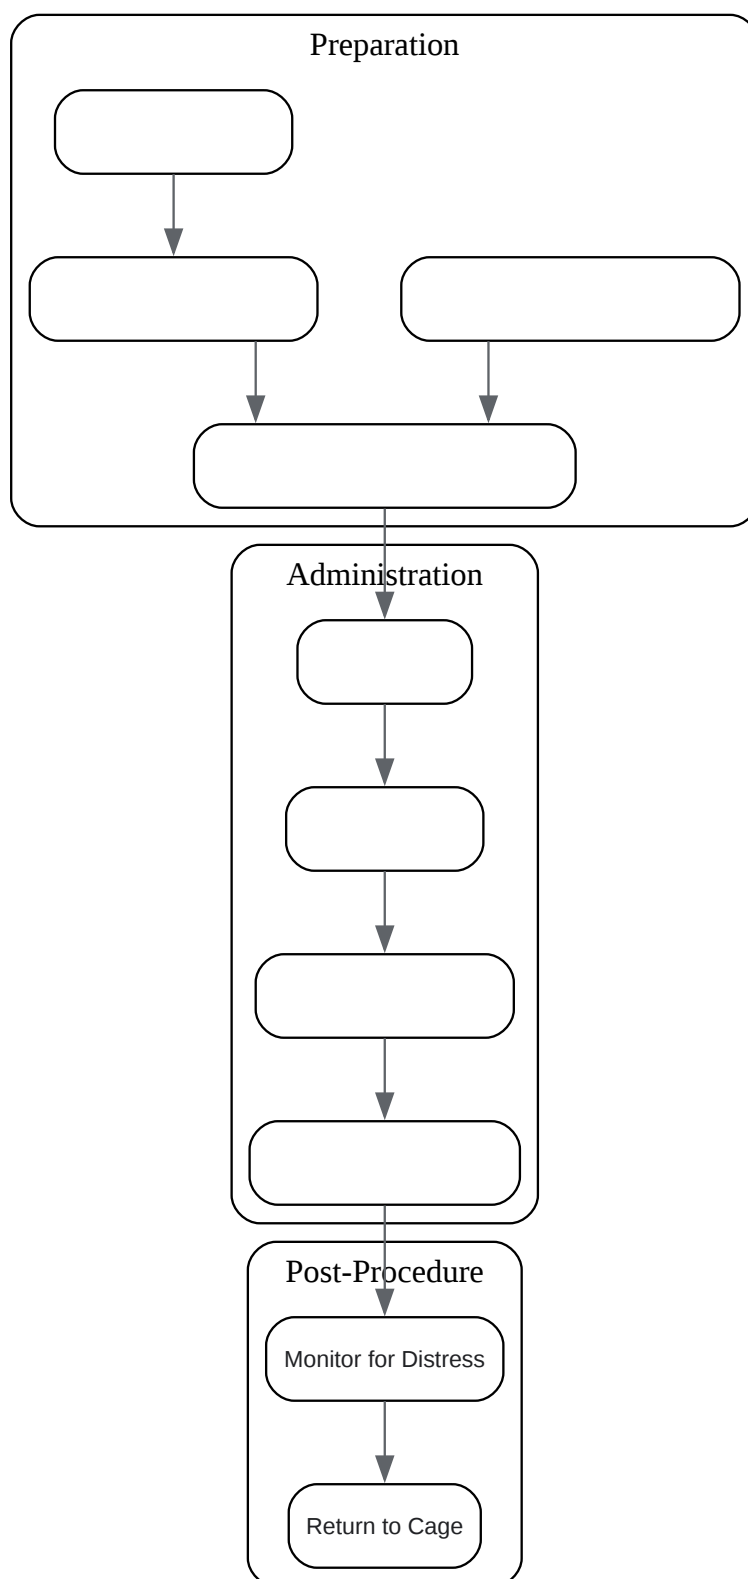 Preparation
Administration
Post-Procedure
Monitor for Distress
Return to Cage